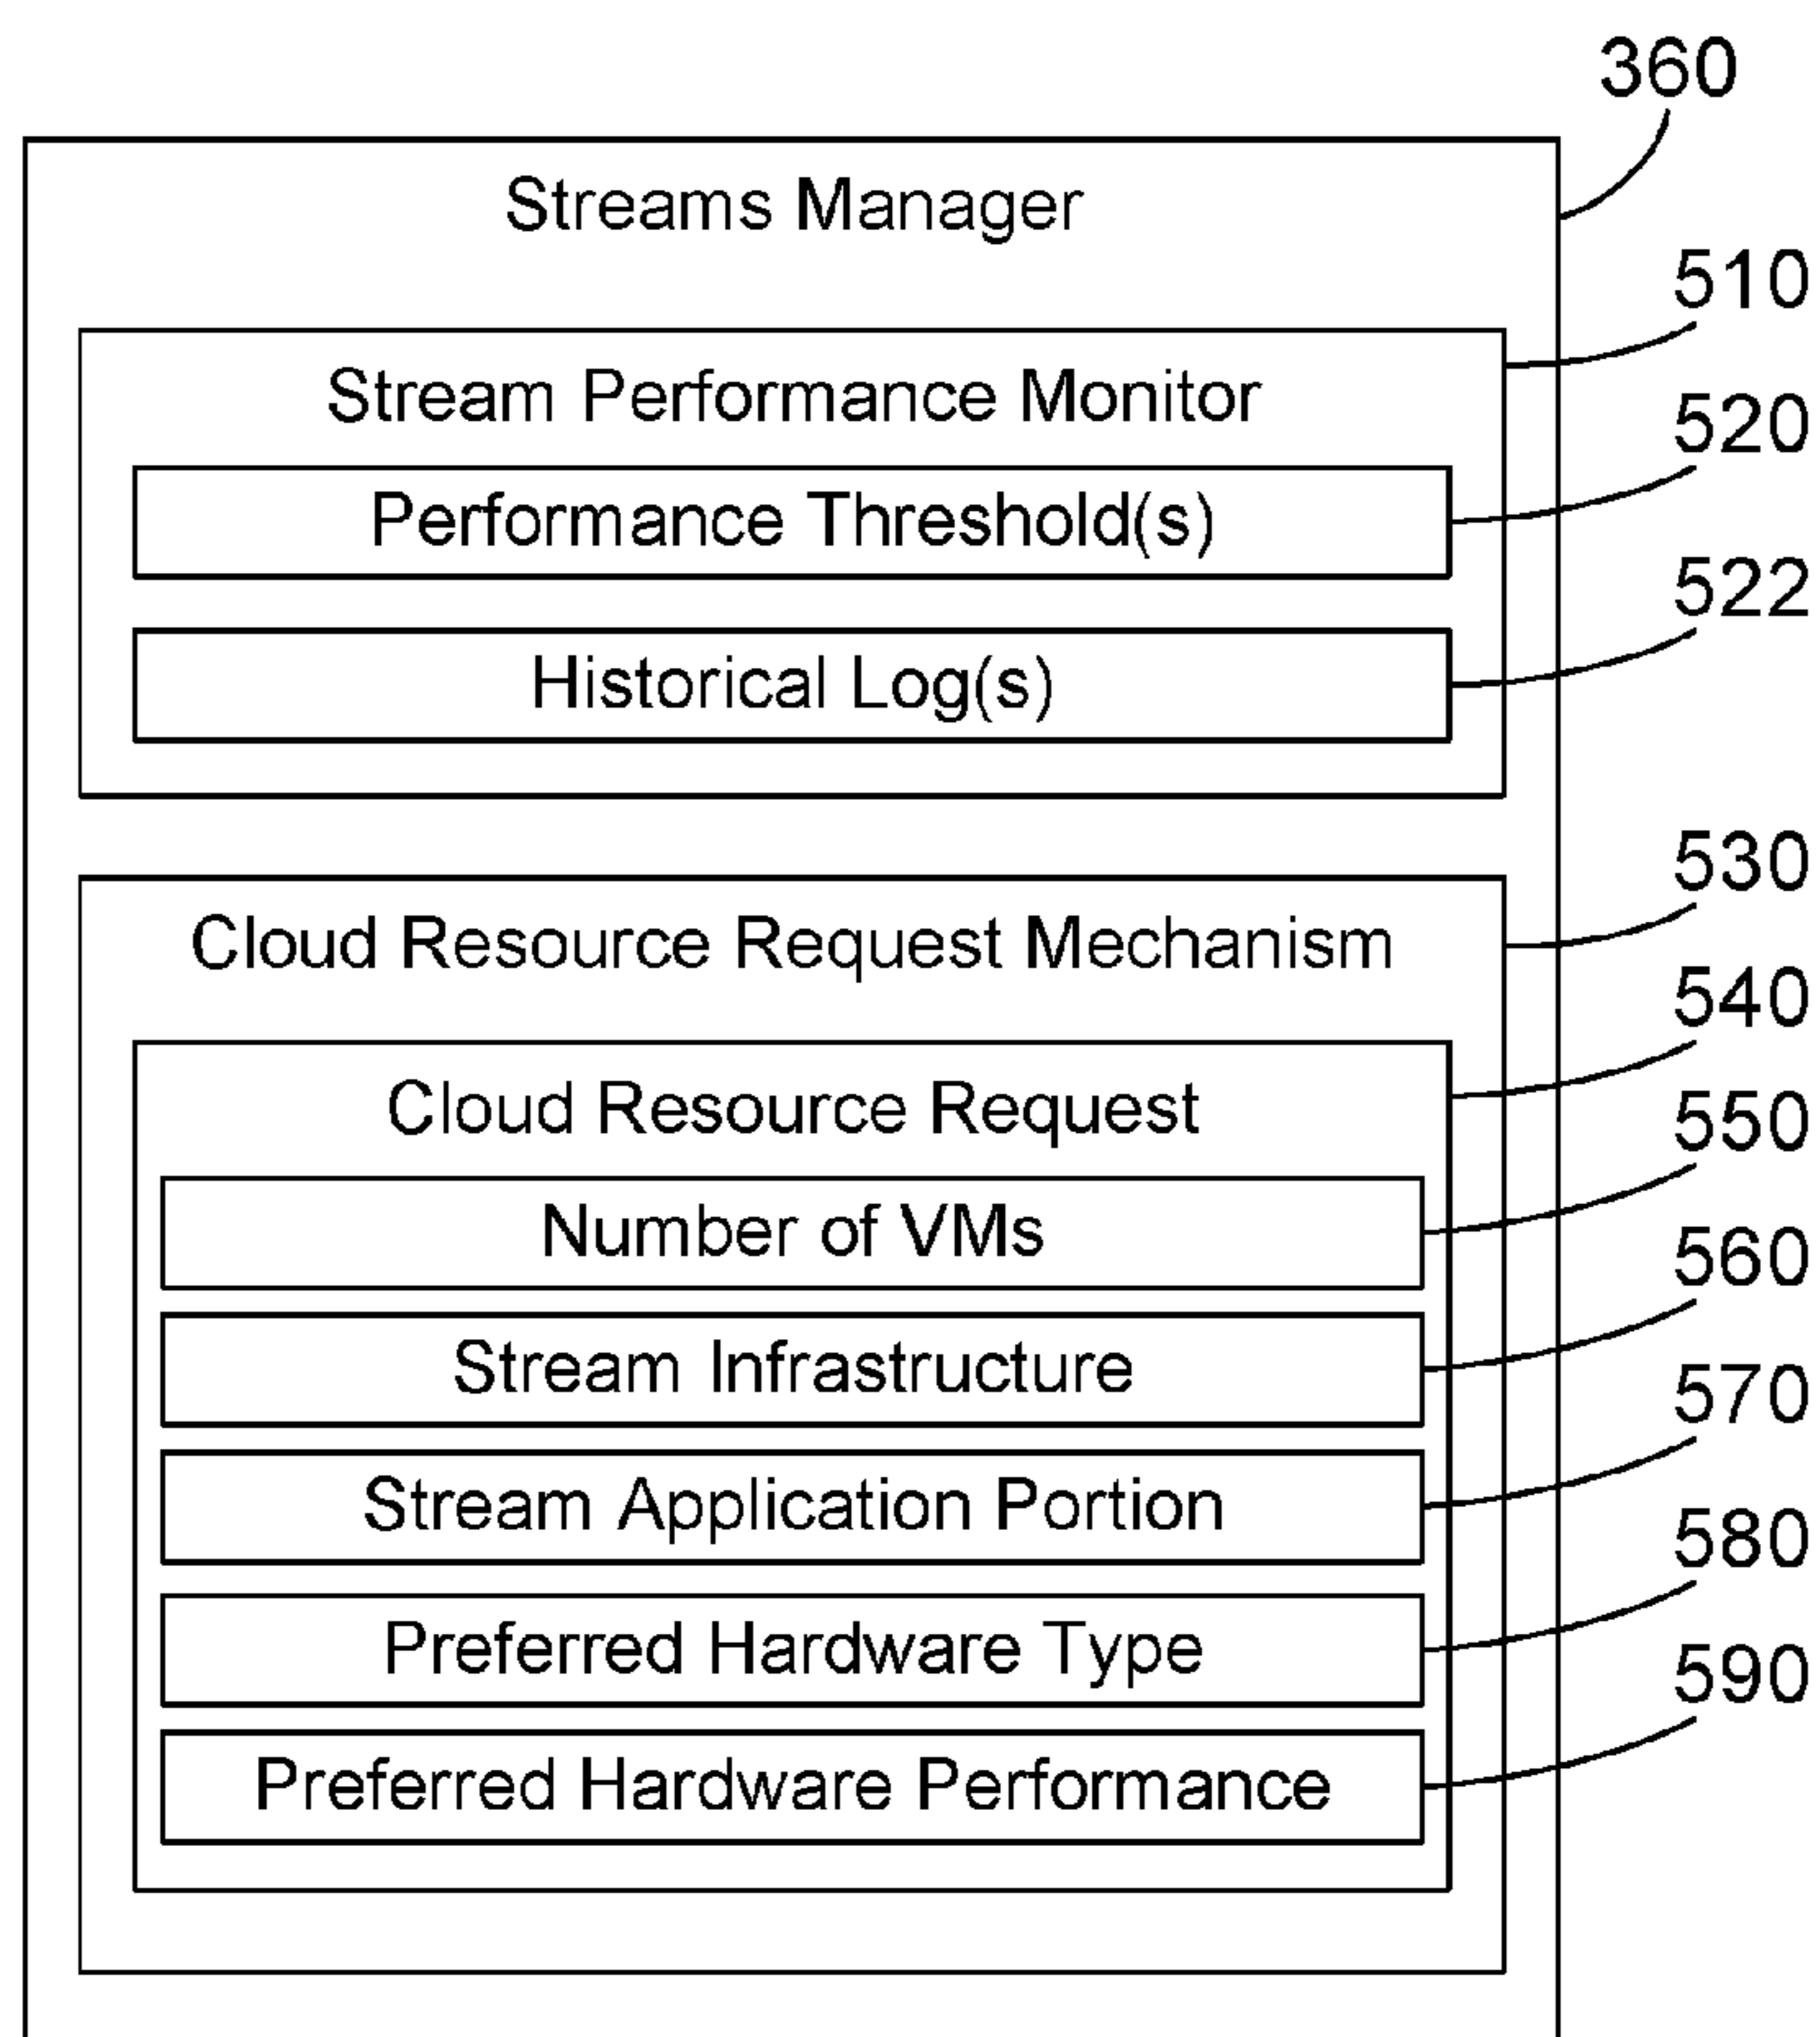 360
Streams Manager
510
Stream Performance Monitor
520
Performance Threshold(s)
522
Historical Log(s)
530
Cloud Resource Request Mechanism
540
Cloud Resource Request
550
Number of VMs
560
Stream Infrastructure
570
Stream Application Portion
580
Preferred Hardware Type
590
Preferred Hardware Performance